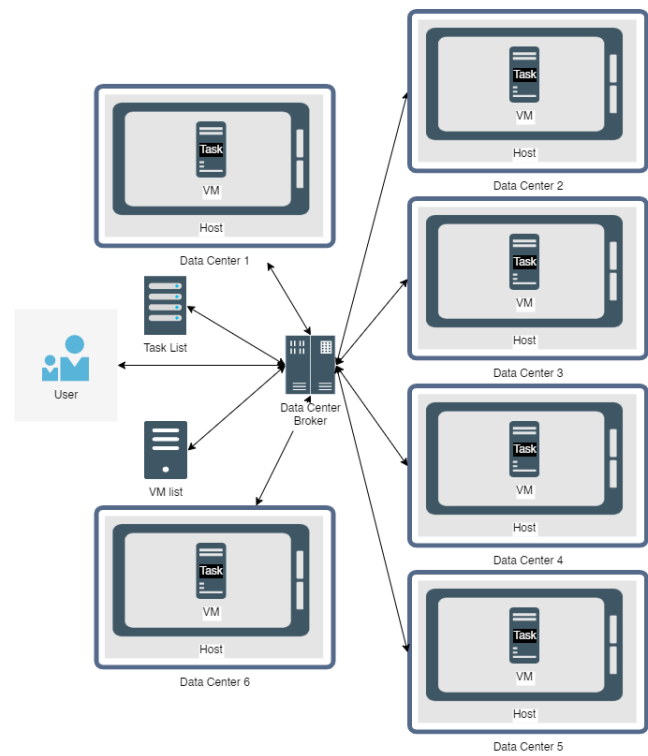 Task
VM
Host
Data Center 1
Task
VM
Host
Data Center 2
Task
VM
Host
Data Center 3
Task List
User
Data Center
Broker
VM list
Task
VM
Host
Data Center 4
Task
VM
Host
Data Center 6
Task
VM
Host
Data Center 5